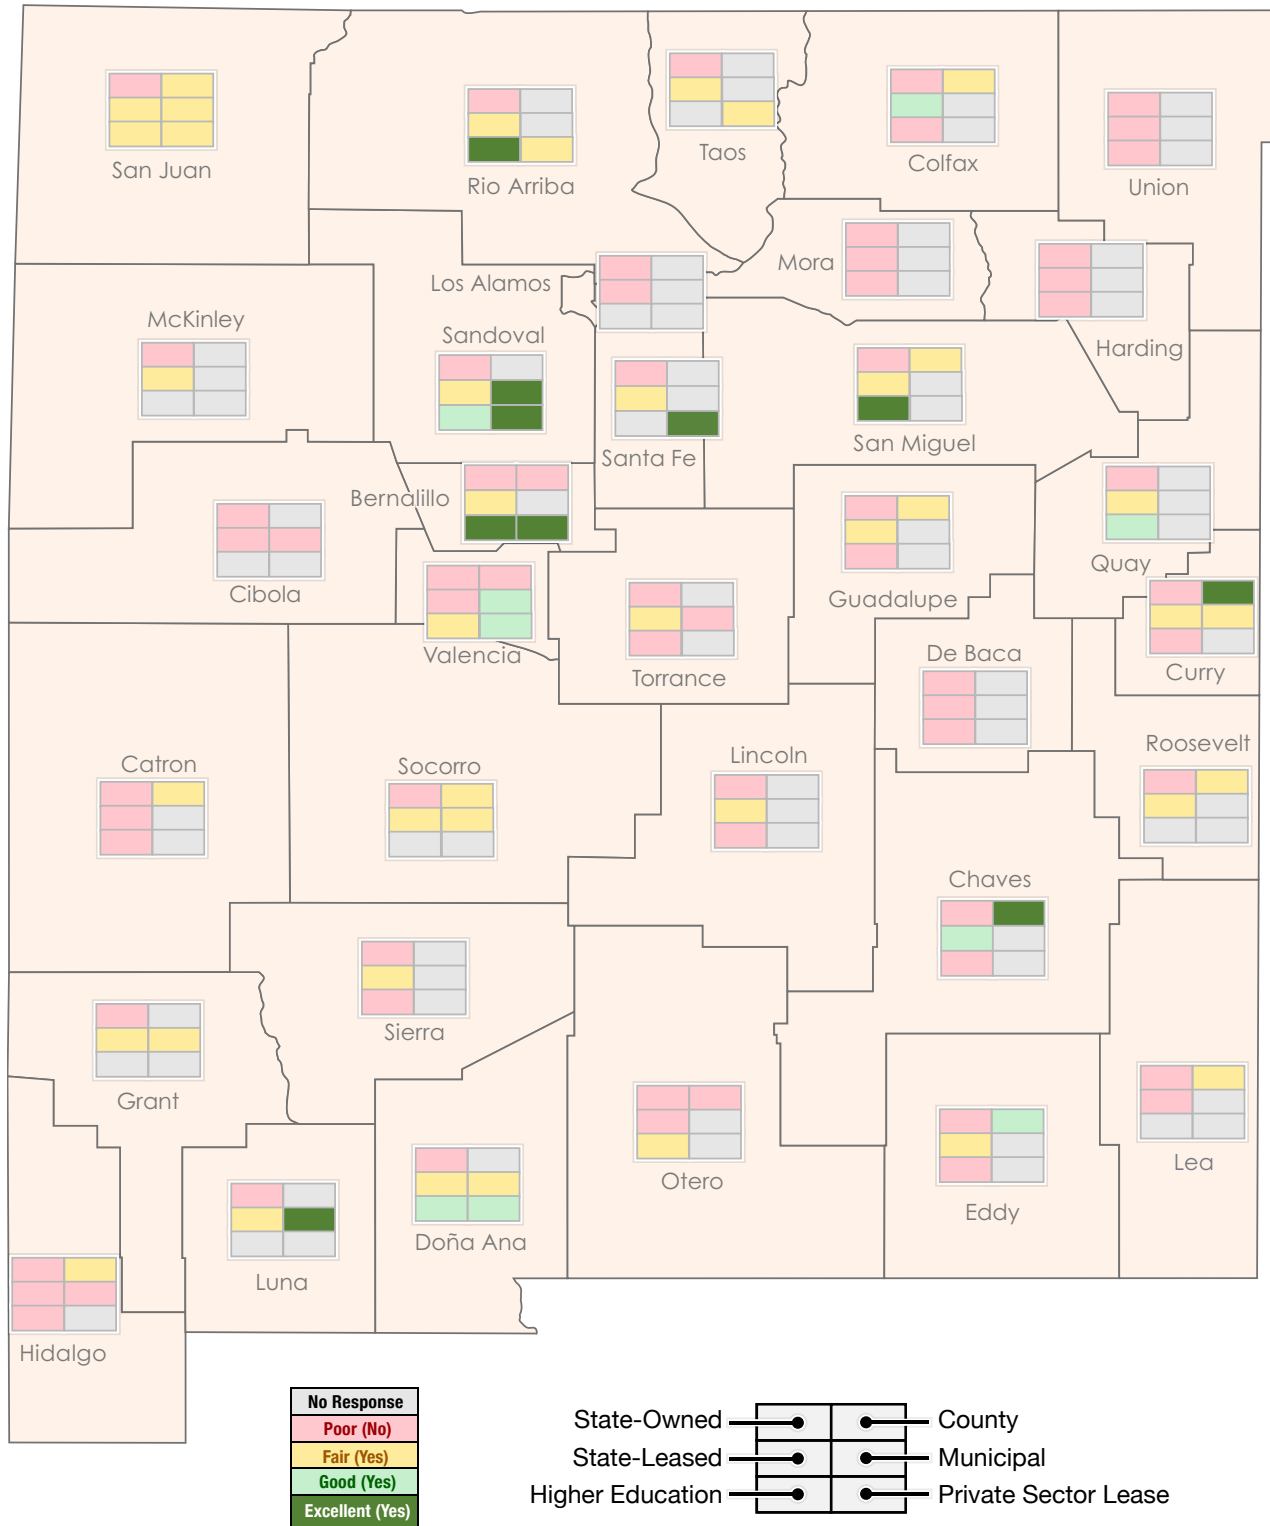 San Juan
Rio Arriba
Taos
Colfax
Union
Los Alamos
Mora
Harding
McKinley
Sandoval
Santa Fe
San Miguel
Bernalillo
Quay
Cibola
Valencia
Torrance
Guadalupe
De Baca
Curry
Catron
Socorro
Lincoln
Roosevelt
Chaves
Sierra
Grant
Otero
Lea
Eddy
Luna
Doña Ana
Hidalgo
No Response
Poor (No)
Fair (Yes)
Good (Yes)
Excellent (Yes)
State-Owned
County
State-Leased
Municipal
Higher Education
Private Sector Lease